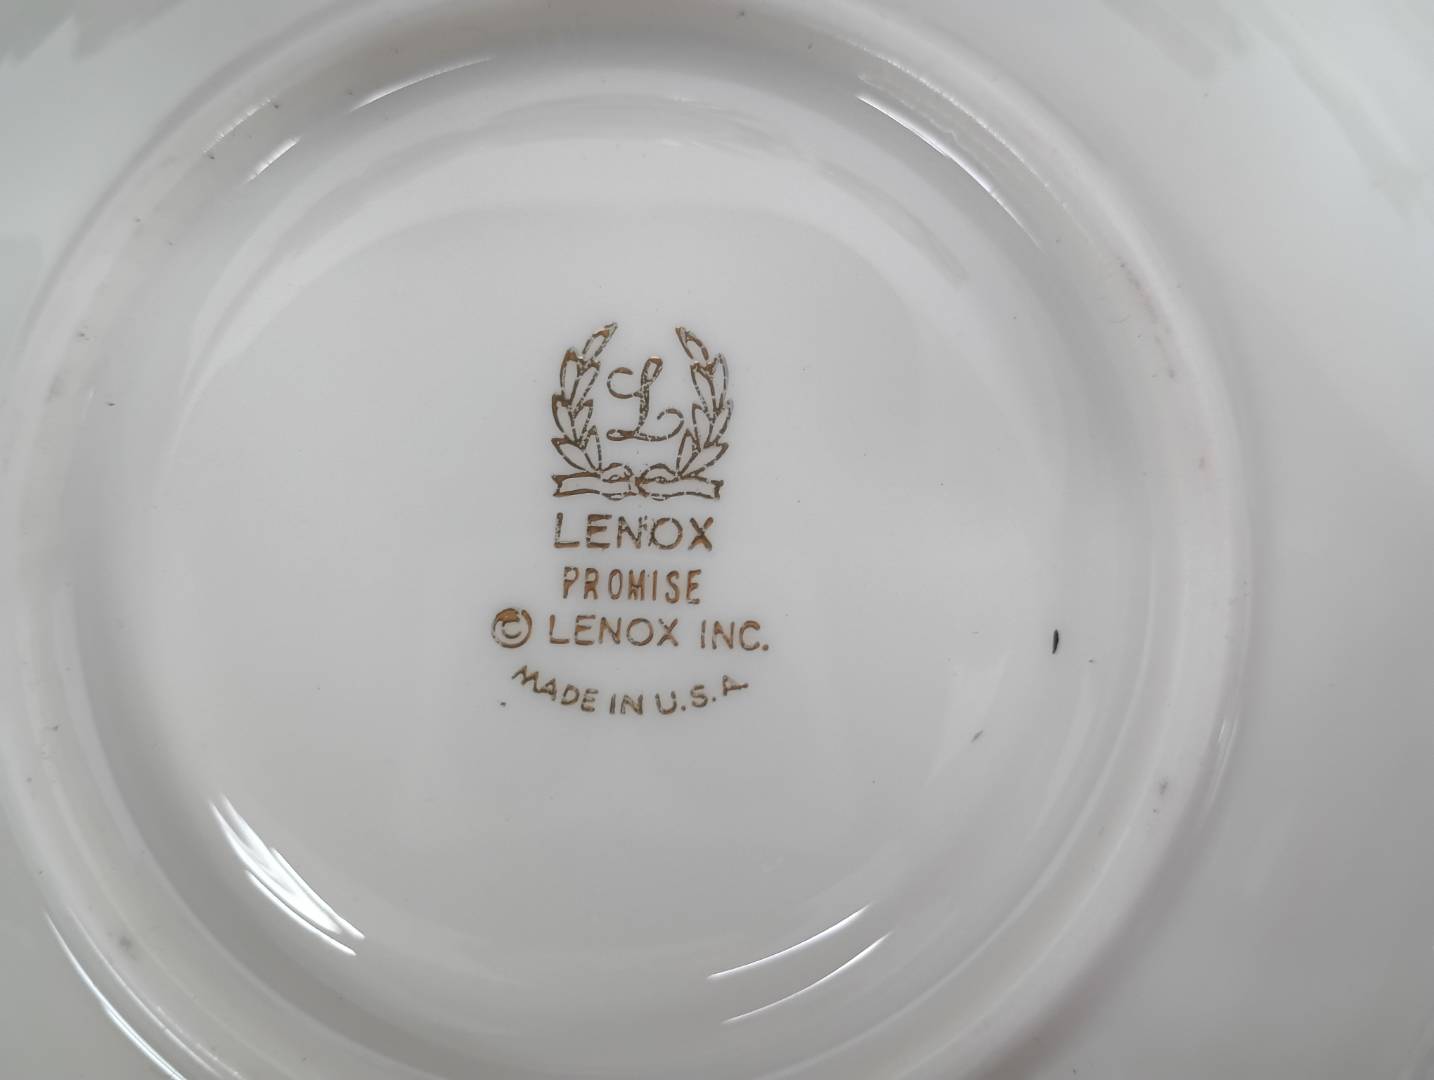 L
LENOX
PROMISE
© LENOX INC.
MADE IN U.S.A